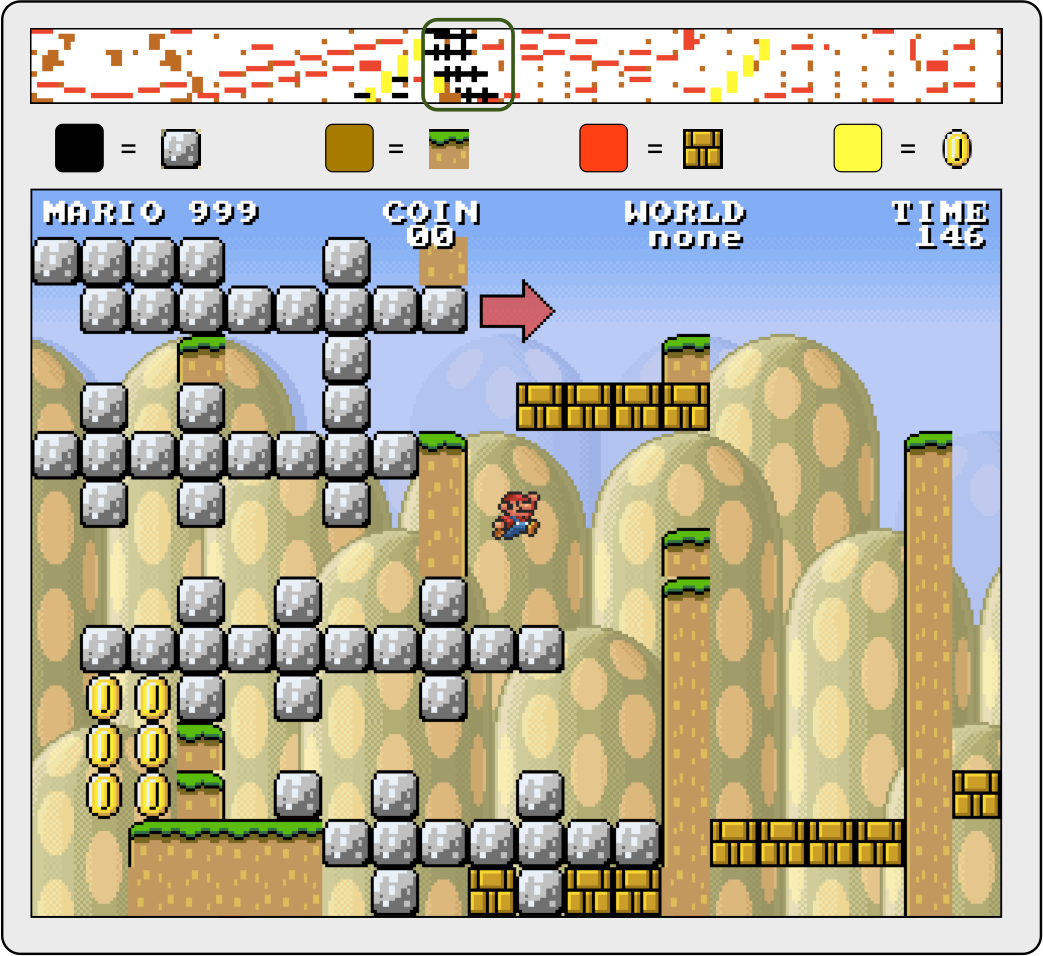 = = = =
MARIO 999 COIN WORLD TIME
00 none 146